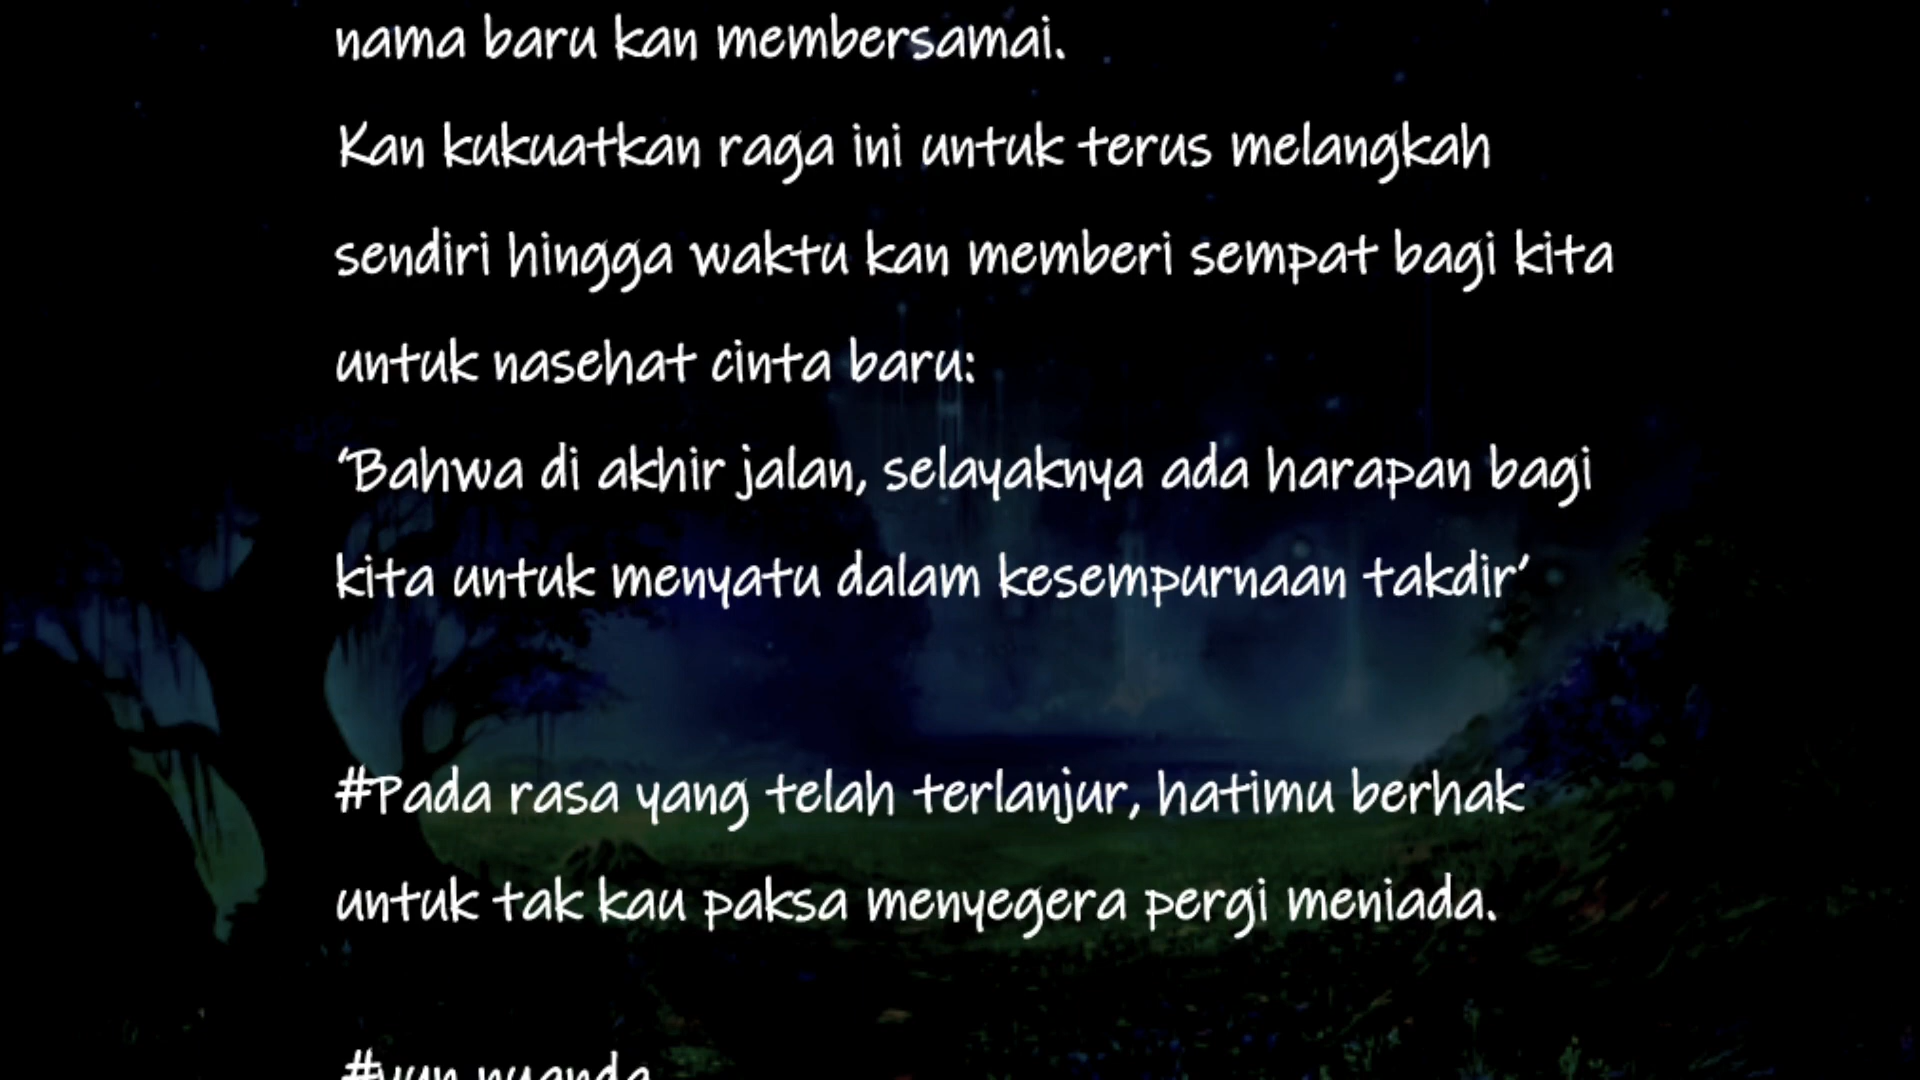 nama baru kan membersamai.
Kan kukuatkan raga ini untuk terus melangkah
sendiri hingga waktu kan memberi sempat bagi kita
untuk nasehat cinta baru:
‘Bahwa di akhir jalan, selayaknya ada harapan bagi
kita untuk menyatu dalam kesempurnaan takdir’
#Pada rasa yang telah terlanjur, hatimu berhak
untuk tak kau paksa menyegera pergi meniada.
#yun nyanda